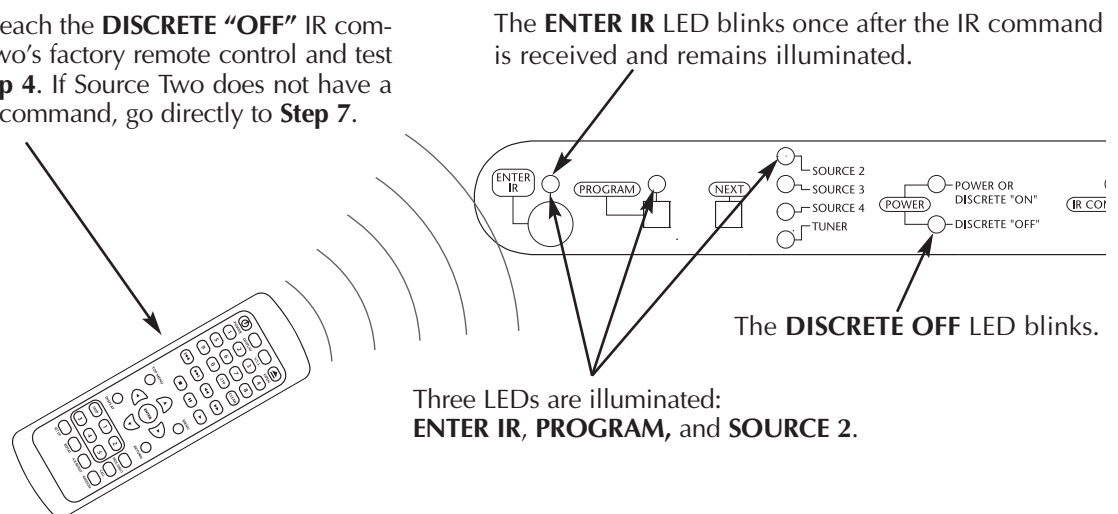 each the DISCRETE “OFF” IR com-
wo’s factory remote control and test
p 4. If Source Two does not have a
command, go directly to Step 7.
The ENTER IR LED blinks once after the IR command
is received and remains illuminated.
ENTER
IR
PROGRAM
NEXT
SOURCE 2
SOURCE 3
SOURCE 4
TUNER
POWER
POWER OR
DISCRETE "ON"
DISCRETE "OFF"
IR COM
The DISCRETE OFF LED blinks.
Three LEDs are illuminated:
ENTER IR, PROGRAM, and SOURCE 2.